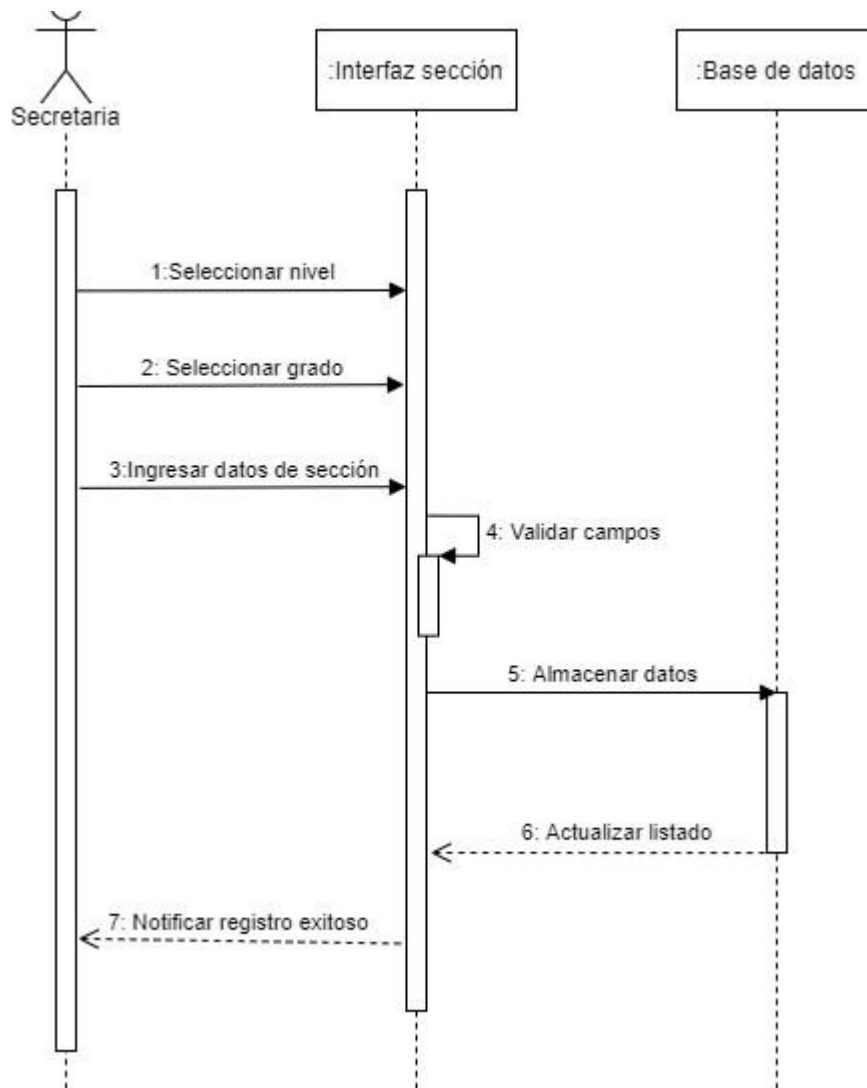 Secretaria
:Interfaz sección
:Base de datos
1:Seleccionar nivel
2: Seleccionar grado
3:Ingresar datos de sección
4: Validar campos
5: Almacenar datos
6: Actualizar listado
7: Notificar registro exitoso